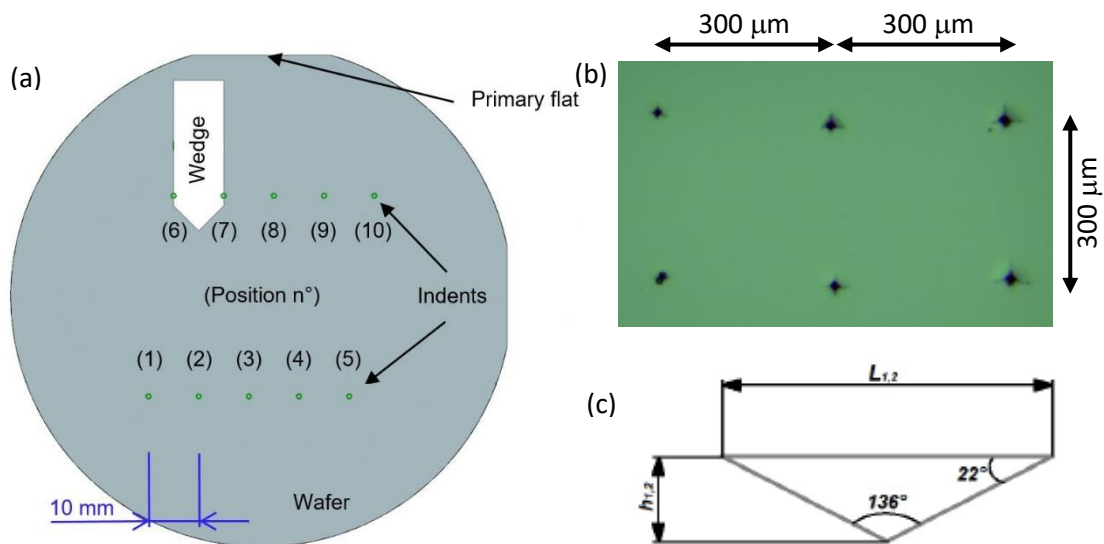 (a)
Primary flat
Wedge
(6) (7) (8) (9) (10)
(Position n°)
Indents
(1) (2) (3) (4) (5)
10 mm
Wafer
300 μm 300 μm
(b)
300 μm
(c)
L1,2
h1,2
22°
136°